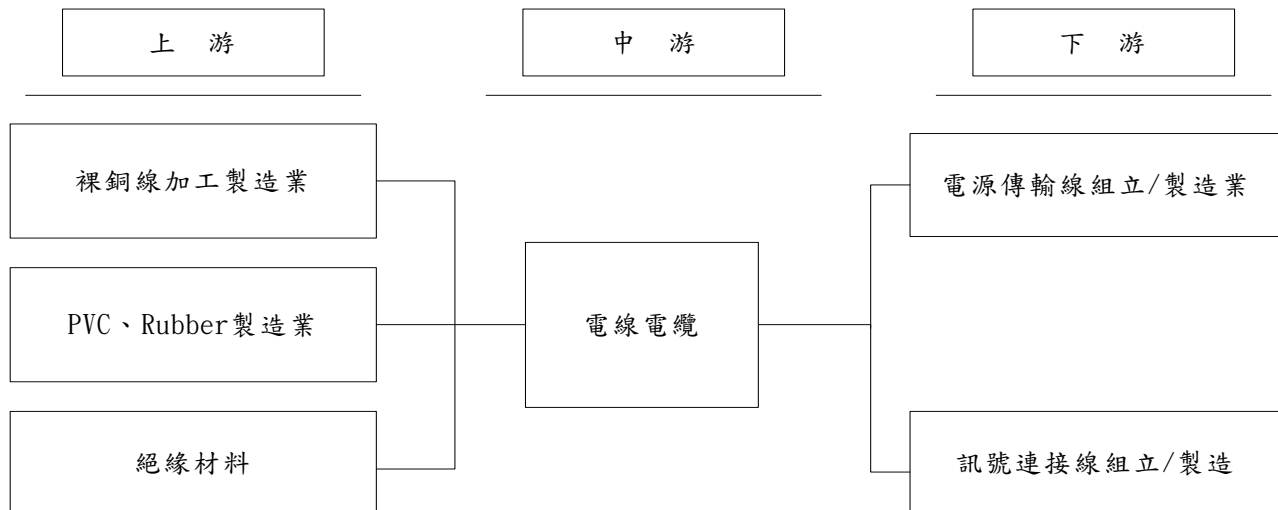 上 游
中 游
下 游
裸銅線加工製造業
電源傳輸線組立/製造業
PVC、Rubber製造業
電線電纜
絕緣材料
訊號連接線組立/製造